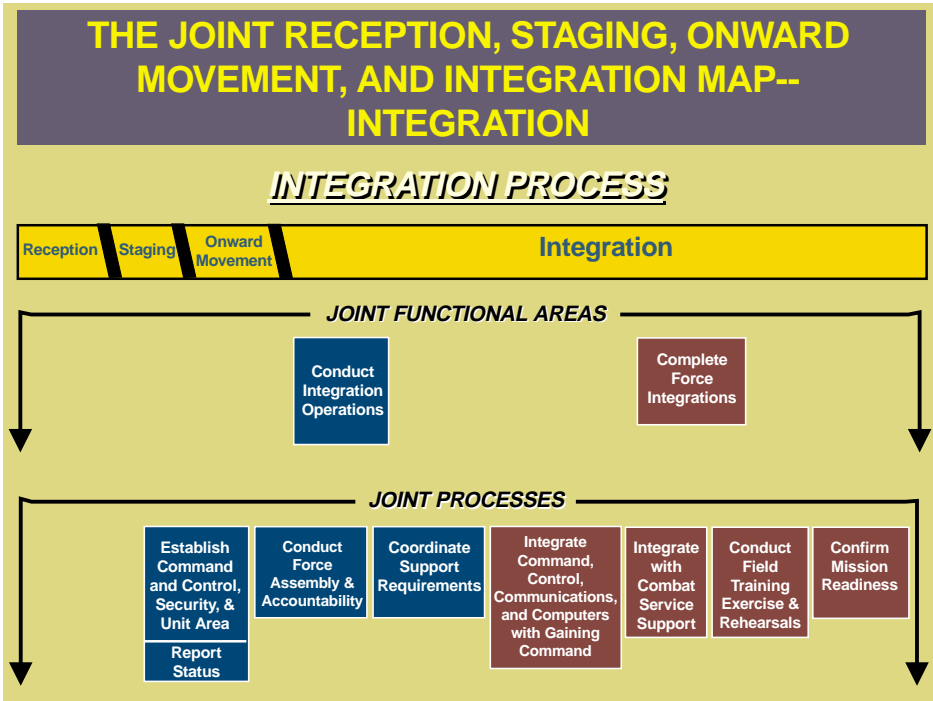 THE JOINT RECEPTION, STAGING, ONWARD
MOVEMENT, AND INTEGRATION MAP--
INTEGRATION
INTEGRATION PROCESS
Reception
Staging
Onward
Movement
Integration
JOINT FUNCTIONAL AREAS
Conduct
Integration
Operations
Complete
Force
Integrations
JOINT PROCESSES
Establish
Command
and Control,
Security, &
Unit Area
Report
Status
Conduct
Force
Assembly &
Accountability
Coordinate
Support
Requirements
Integrate
Command,
Control,
Communications,
and Computers
with Gaining
Command
Integrate
with
Combat
Service
Support
Conduct
Field
Training
Exercise &
Rehearsals
Confirm
Mission
Readiness